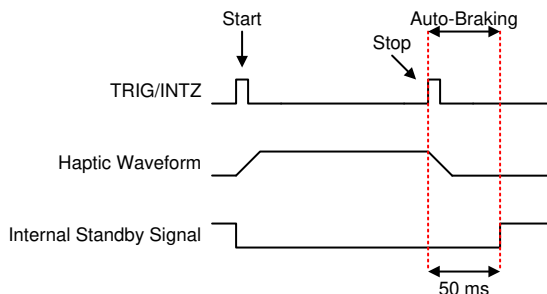 Start
Auto-Braking
Stop
TRIG/INTZ
Haptic Waveform
Internal Standby Signal
50 ms